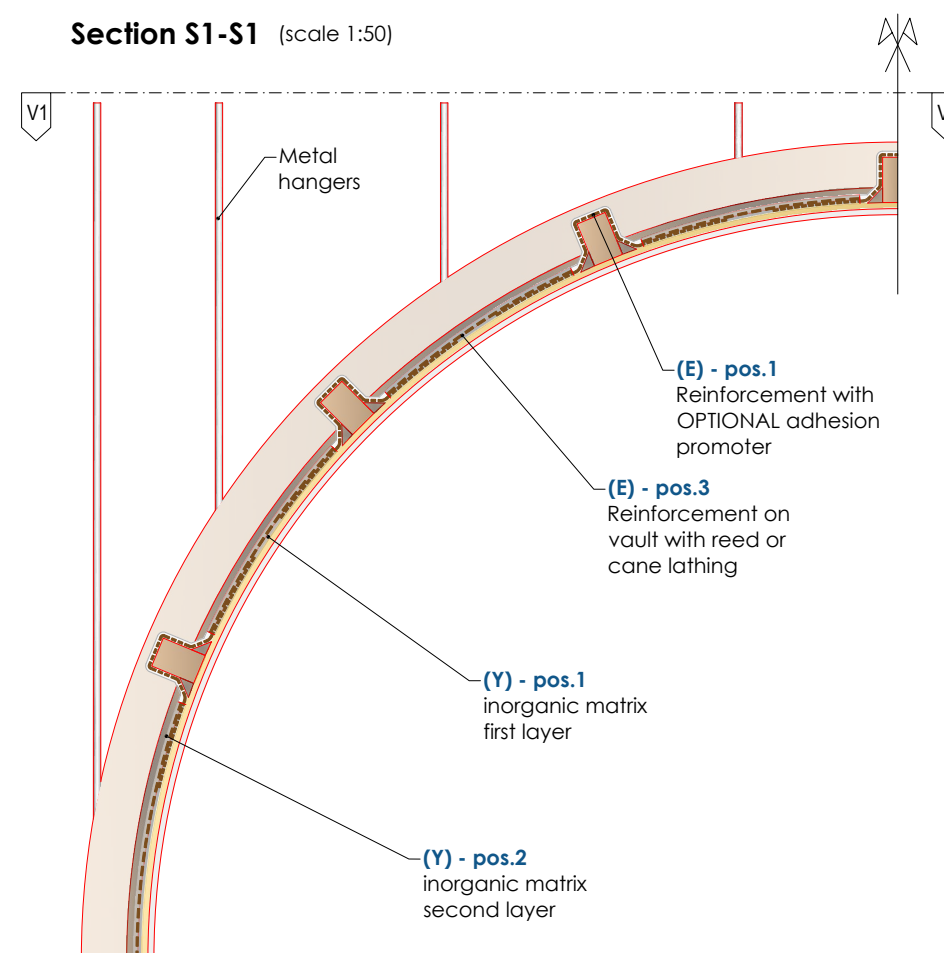 Section S1-S1 (scale 1:50)
V1
V
Metal
hangers
(E) - pos.1
Reinforcement with
OPTIONAL adhesion
promoter
(E) - pos.3
Reinforcement on
vault with reed or
cane lathing
(Y) - pos.1
inorganic matrix
first layer
(Y) - pos.2
inorganic matrix
second layer